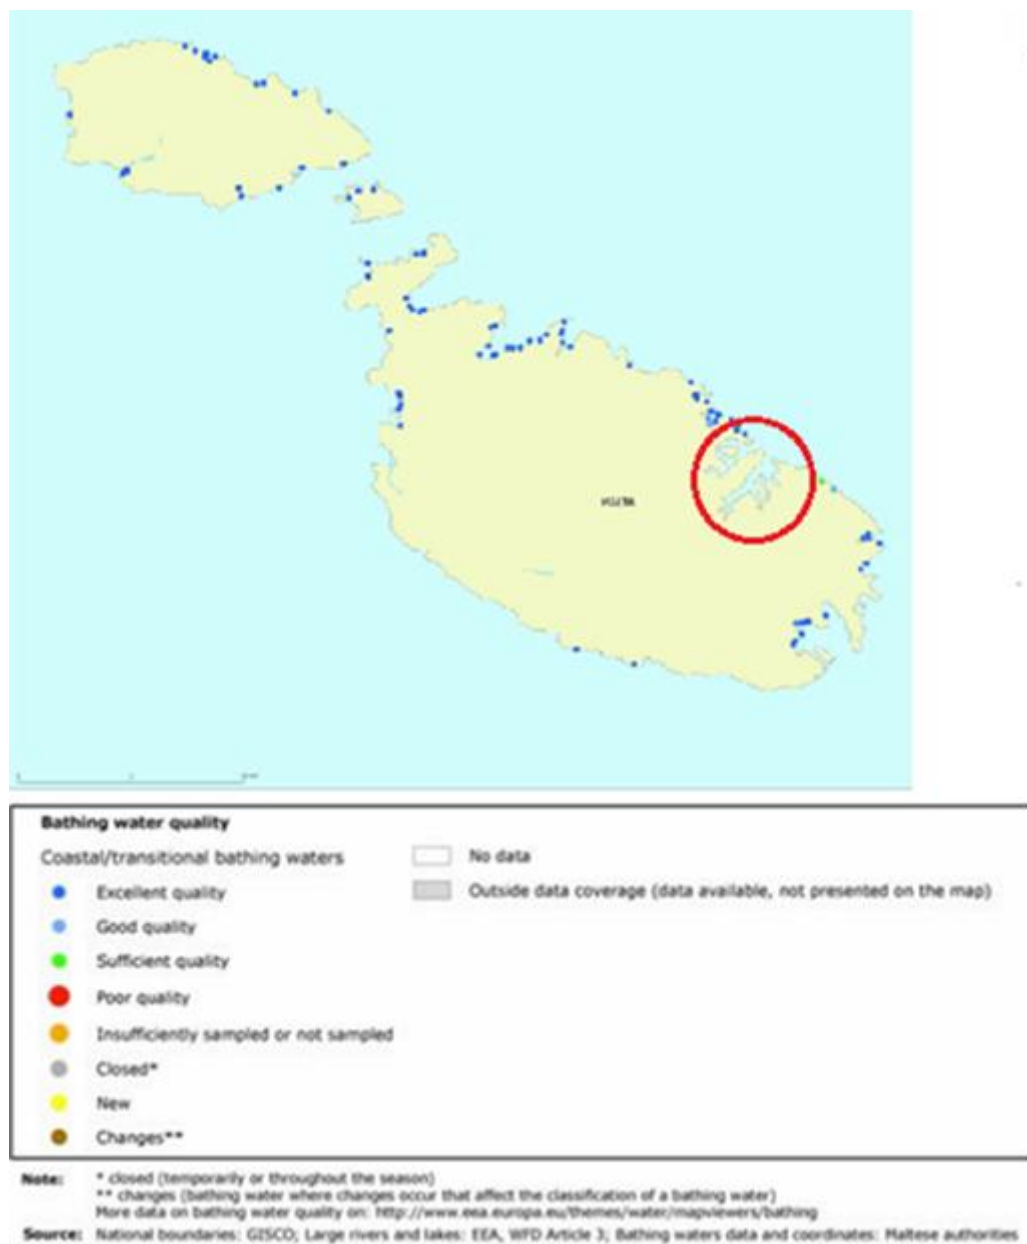 Bathing water quality
Coastal/transitional bathing waters
No data
Excellent quality
Outside data coverage (data available, not presented on the map)
Good quality
Sufficient quality
Poor quality
Insufficiently sampled or not sampled
Closed*
New
Changes**
Note: * closed (temporarily or throughout the season)
** changes (bathing water where changes occur that affect the classification of a bathing water)
More data on bathing water quality on: http://www.eea.europa.eu/themes/water/mapviewers/bathing
Source: National boundaries: GISCO; Large rivers and lakes: EEA, WFD Article 3; Bathing waters data and coordinates: Maltese authorities